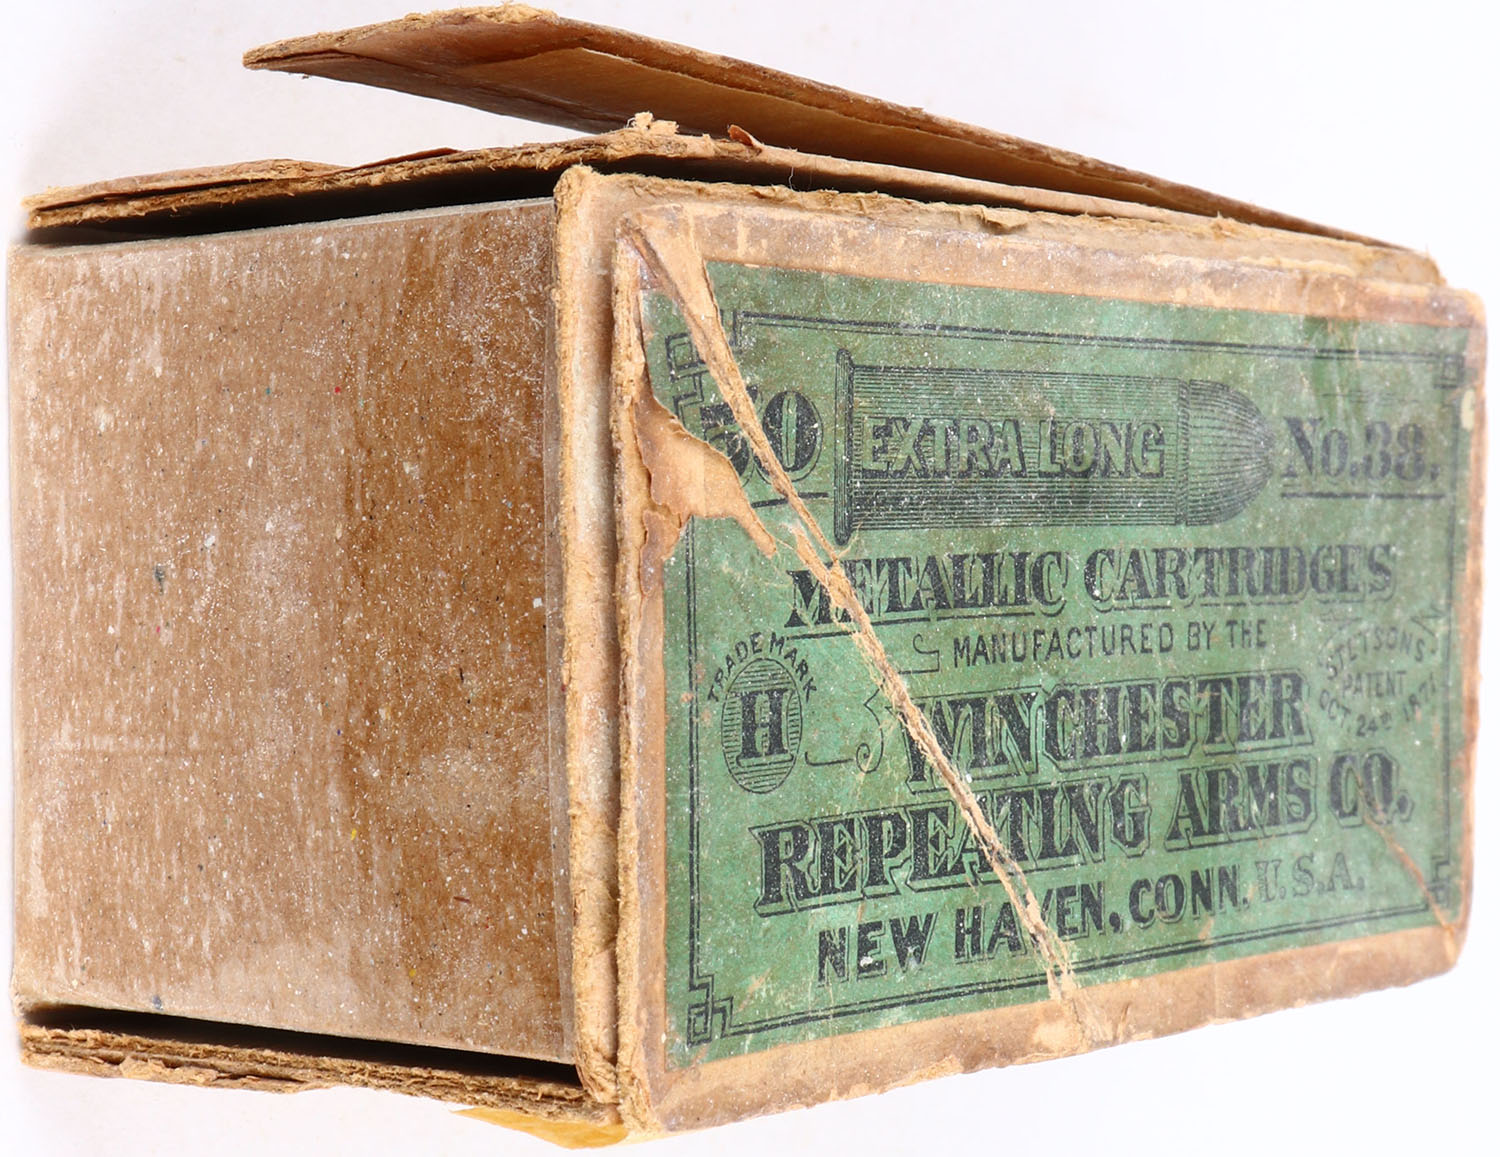 50 EXTRA LONG No. 38.
METALLIC CARTRIDGES
MANUFACTURED BY THE
TRADE MARK
H
STETSONS
PATENT
OCT. 24th 1871
WINCHESTER
REPEATING ARMS CO.
NEW HAVEN, CONN. U.S.A.